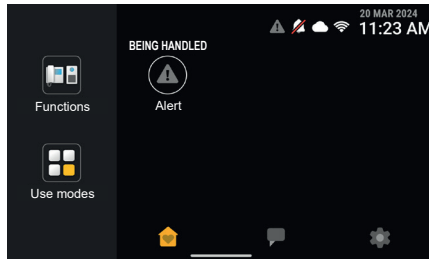 20 MAR 2024
11:23 AM
BEING HANDLED
Alert
Functions
Use modes